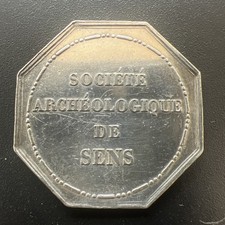 SOCIÉTÉ
ARCHÉOLOGIQUE
DE
SENS